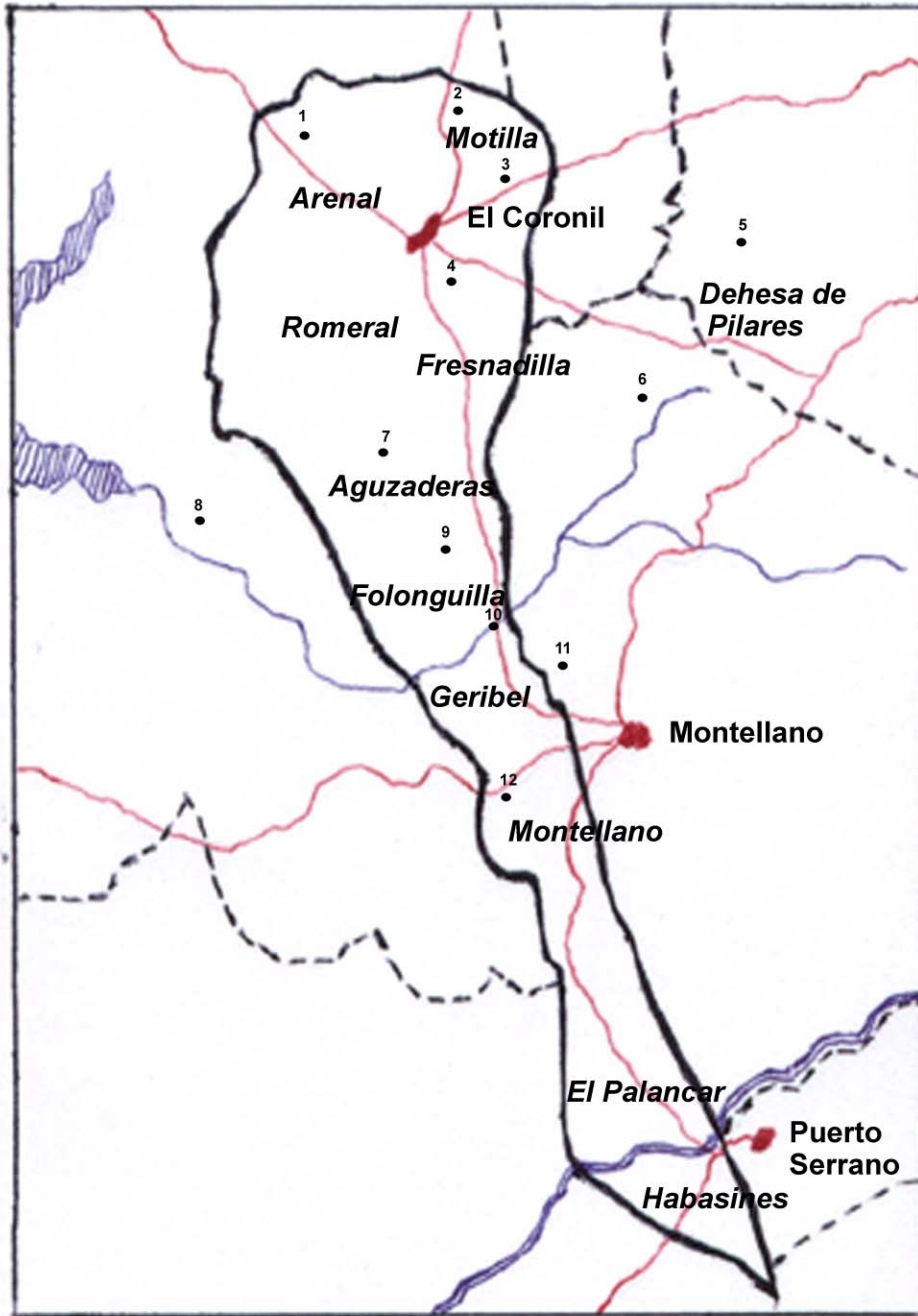 2
1
Motilla
3
Arenal
El Coronil
5
4
Dehesa de
Pilares
Romeral
Fresnadilla
6
7
Aguzaderas
8
9
Folonguilla
10
11
Geribel
Montellano
12
Montellano
El Palancar
Puerto
Serrano
Habasines